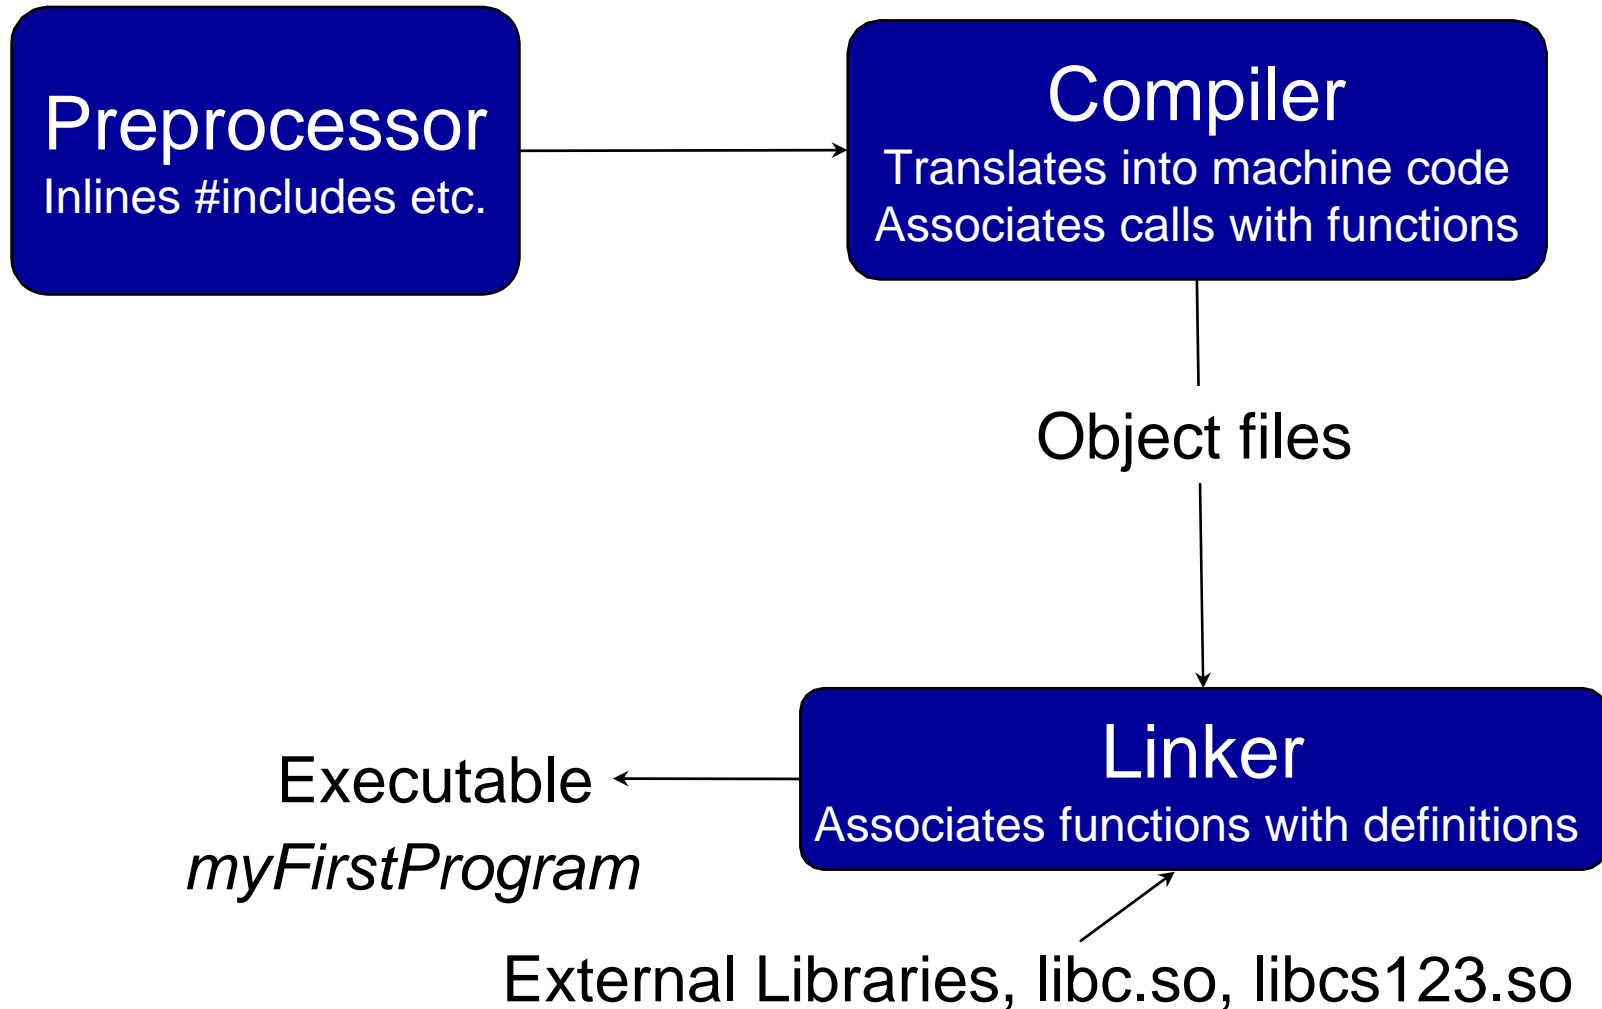 Preprocessor
Inlines #includes etc.
Compiler
Translates into machine code
Associates calls with functions
Object files
Linker
Associates functions with definitions
Executable
myFirstProgram
External Libraries, libc.so, libcs123.so